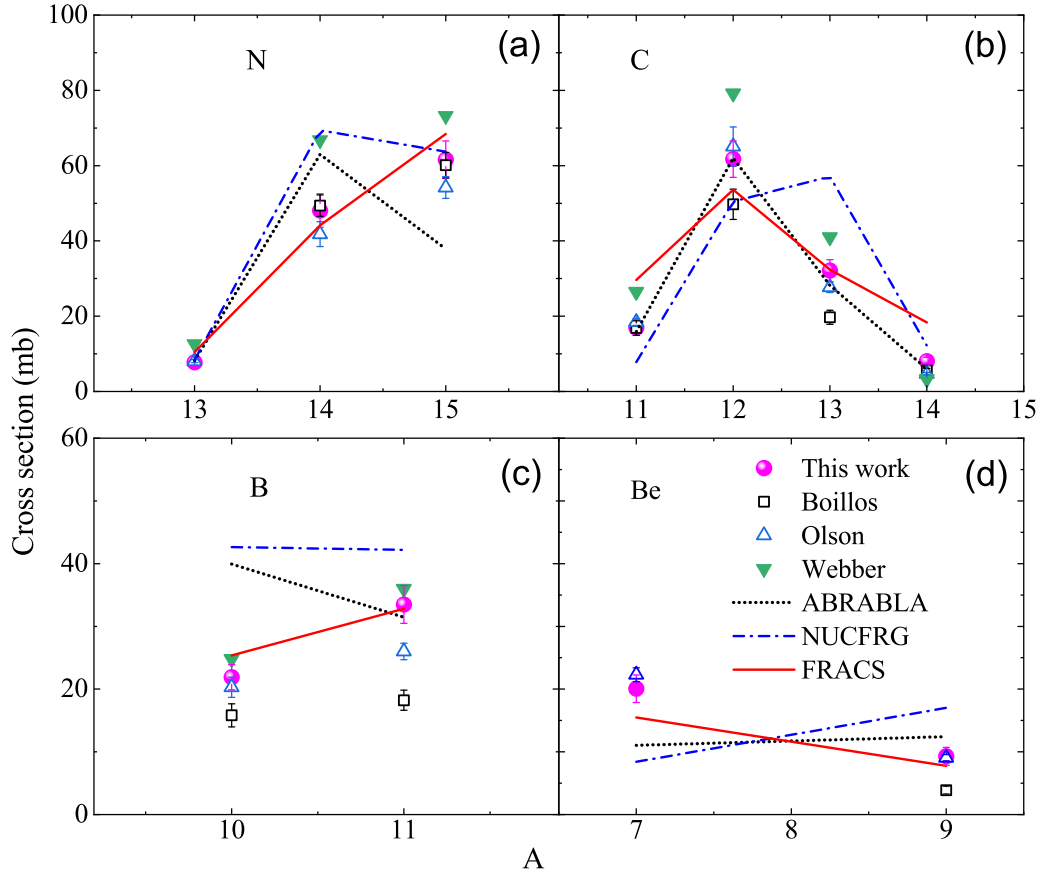 100
80
60
40
20
0
N
(a)
13
14
15
C
(b)
11
12
13
14
15
Cross section (mb)
60
40
20
0
B
(c)
10
11
Be
(d)
This work
Boillos
Olson
Webber
ABRABLA
NUCFRG
FRACS
7
8
9
A